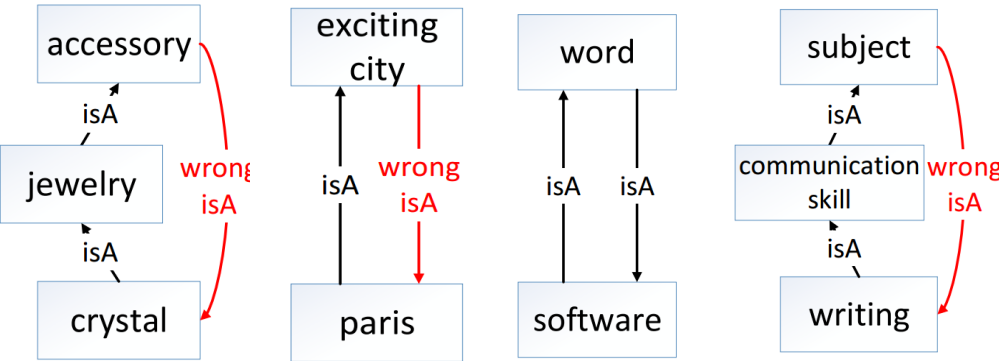 accessory
isA
jewelry
isA
crystal
wrong
isA
exciting
city
isA
wrong
isA
paris
word
isA
isA
software
subject
isA
communication
skill
isA
writing
wrong
isA